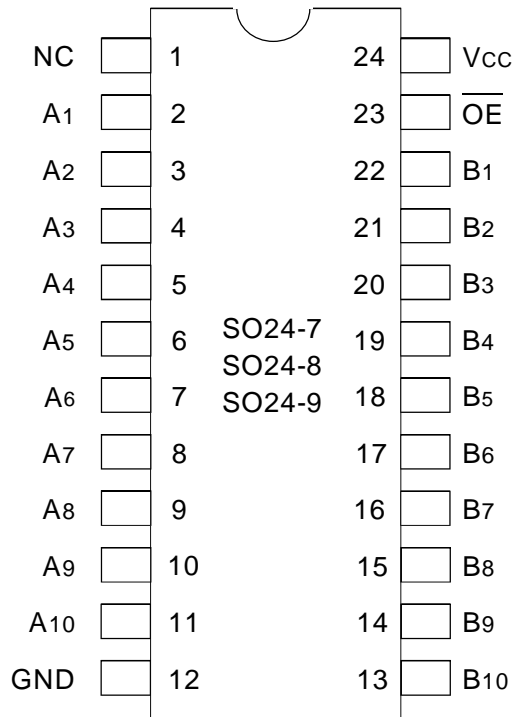 NC 1 24 VCC
A1 2 23 O̅E̅
A2 3 22 B1
A3 4 21 B2
A4 5 20 B3
A5 6 SO24-7 19 B4
SO24-8
A6 7 SO24-9 18 B5
A7 8 17 B6
A8 9 16 B7
A9 10 15 B8
A10 11 14 B9
GND 12 13 B10